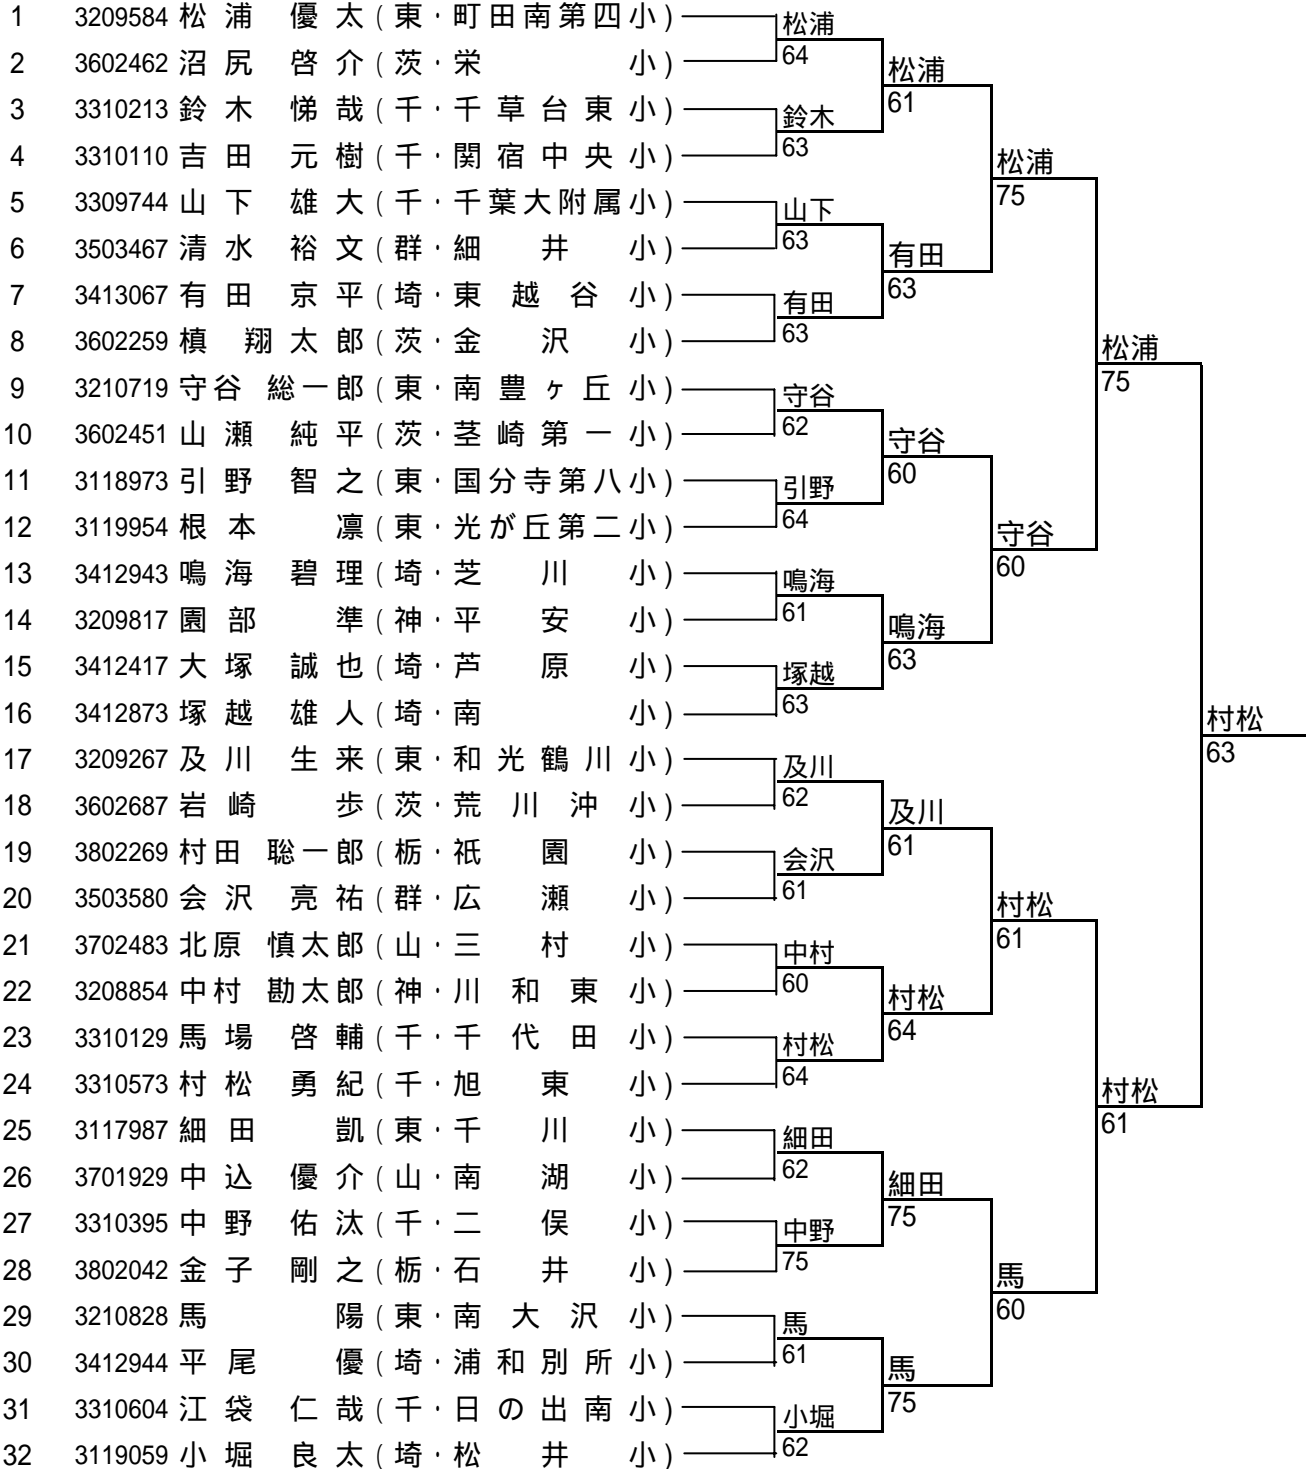 1 3209584 松浦 優太 (東・町田南第四小)
2 3602462 沼尻 啓介 (茨・栄小)
3 3310213 鈴木 悌哉 (千・千草台東小)
4 3310110 吉田 元樹 (千・関宿中央小)
5 3309744 山下 雄大 (千・千葉大附属小)
6 3503467 清水 裕文 (群・細井小)
7 3413067 有田 京平 (埼・東越谷小)
8 3602259 槙 翔太郎 (茨・金沢小)
9 3210719 守谷 総一郎 (東・南豊ヶ丘小)
10 3602451 山瀬 純平 (茨・茎崎第一小)
11 3118973 引野 智之 (東・国分寺第八小)
12 3119954 根本 凛 (東・光が丘第二小)
13 3412943 鳴海 碧理 (埼・芝川小)
14 3209817 園部 準 (神・平安小)
15 3412417 大塚 誠也 (埼・芦原小)
16 3412873 塚越 雄人 (埼・南小)
17 3209267 及川 生来 (東・和光鶴川小)
18 3602687 岩崎 歩 (茨・荒川沖小)
19 3802269 村田 聡一郎 (栃・祇園小)
20 3503580 会沢 亮祐 (群・広瀬小)
21 3702483 北原 慎太郎 (山・三村小)
22 3208854 中村 勘太郎 (神・川和東小)
23 3310129 馬場 啓輔 (千・千代田小)
24 3310573 村松 勇紀 (千・旭東小)
25 3117987 細田 凱 (東・千川小)
26 3701929 中込 優介 (山・南湖小)
27 3310395 中野 佑汰 (千・二俣小)
28 3802042 金子 剛之 (栃・石井小)
29 3210828 馬 陽 (東・南大沢小)
30 3412944 平尾 優 (埼・浦和別所小)
31 3310604 江袋 仁哉 (千・日の出南小)
32 3119059 小堀 良太 (埼・松井小)
松浦
64
鈴木
63
山下
63
有田
63
守谷
62
引野
64
鳴海
61
塚越
63
及川
62
会沢
61
中村
60
村松
64
細田
62
中野
75
馬
61
小堀
62
松浦
61
有田
63
守谷
60
鳴海
63
及川
61
村松
64
細田
75
馬
75
松浦
75
守谷
60
村松
61
馬
60
松浦
75
村松
61
村松
63